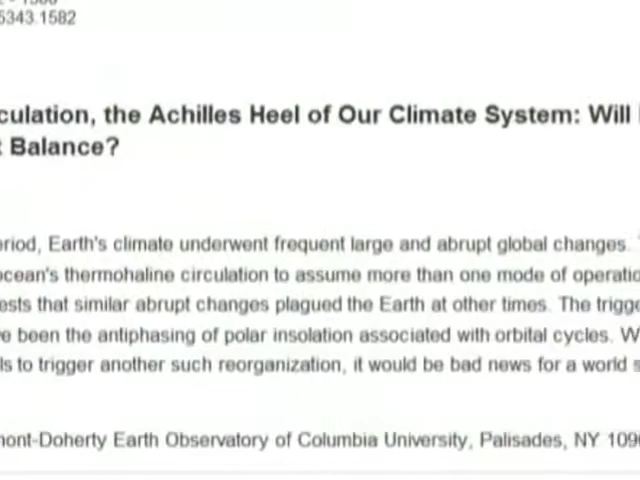 5343.1582
culation, the Achilles Heel of Our Climate System: Will
Balance?
eriod, Earth's climate underwent frequent large and abrupt global changes.
ocean's thermohaline circulation to assume more than one mode of operatio
ests that similar abrupt changes plagued the Earth at other times. The trigge
e been the antiphasing of polar insolation associated with orbital cycles. W
ls to trigger another such reorganization, it would be bad news for a world s
mont-Doherty Earth Observatory of Columbia University, Palisades, NY 109